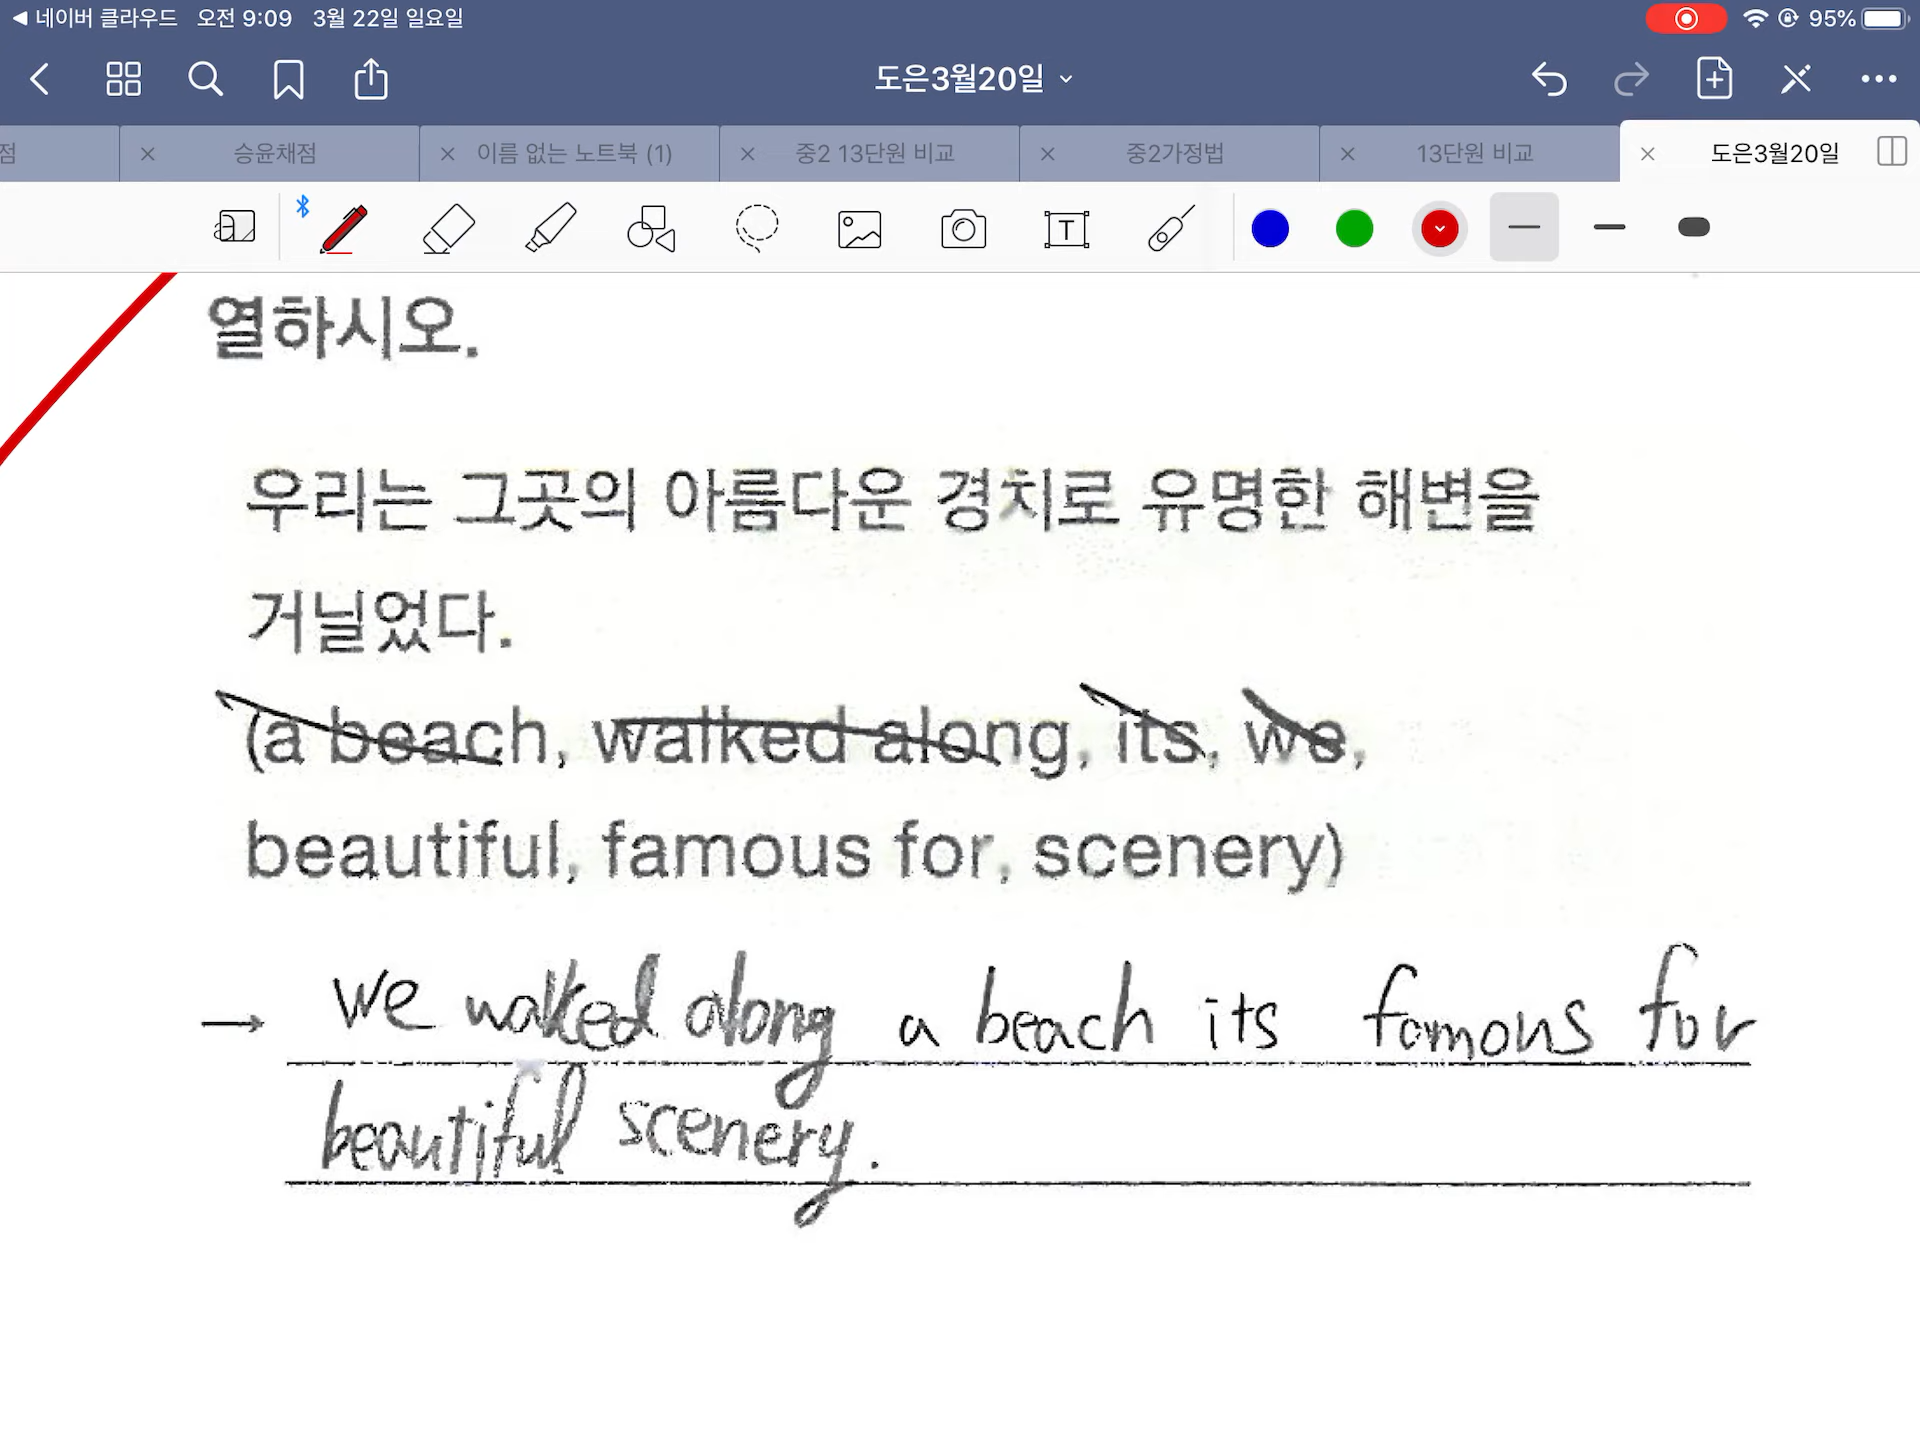 네이버 클라우드 오전 9:09 3월 22일 일요일 95%
도은3월20일
점 승윤채점 이름 없는 노트북 (1) 중2 13단원 비교 중2가정법 13단원 비교 도은3월20일
열하시오.
우리는 그곳의 아름다운 경치로 유명한 해변을
거닐었다.
(a beach, walked along, its, we,
beautiful, famous for, scenery)
→ we walked along a beach its famous for
beautiful scenery.